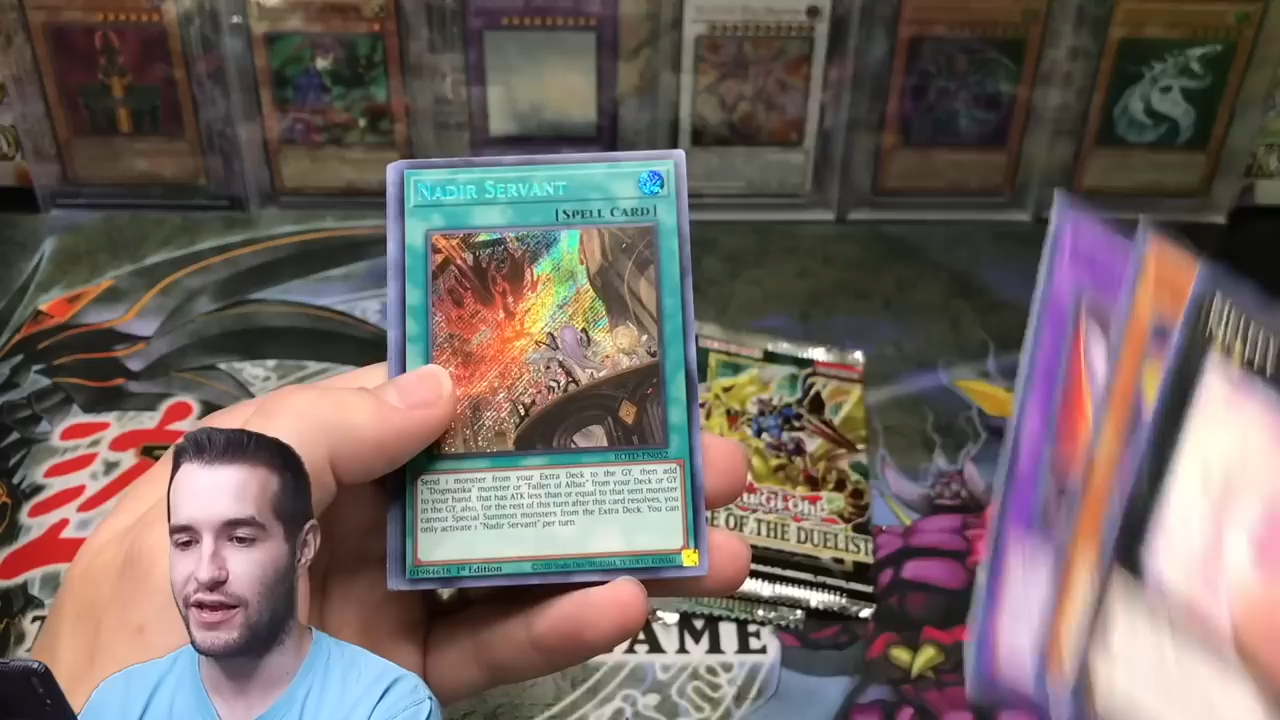 NADIR SERVANT
[SPELL CARD]
ROTD-EN052
Send 1 monster from your Extra Deck to the GY, then add
1 "Dogmatika" monster or "Fallen of Albaz" from your Deck or GY
to your hand, that has ATK less than or equal to that sent monster
in the GY, also, for the rest of this turn after this card resolves, you
cannot Special Summon monsters from the Extra Deck. You can
only activate 1 "Nadir Servant" per turn.
01984618 1st Edition
©2020 Studio Dice/SHUEISHA, TV TOKYO, KONAMI
Yu-Gi-Oh!
E OF THE DUELIST
AME